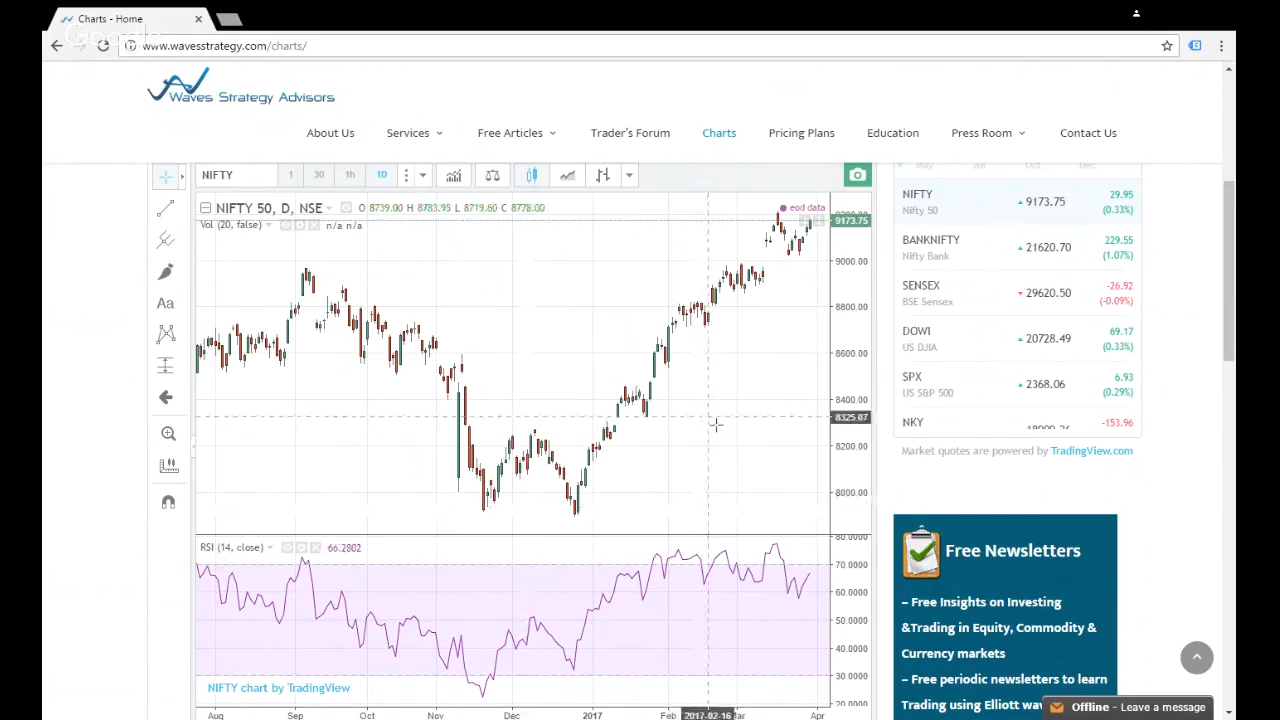 Charts - Home
Google
www.wavesstrategy.com/charts/
Waves Strategy Advisors
About Us
Services
Free Articles
Trader's Forum
Charts
Pricing Plans
Education
Press Room
Contact Us
NIFTY
1
30
1h
1D
NIFTY 50, D, NSE
O 8739.00 H 8783.95 L 8719.60 C 8778.00
eod data
Vol (20, false)
n/a n/a
9173.75
9000.00
8800.00
8600.00
8400.00
8325.07
8200.00
8000.00
RSI (14, close)
66.2802
80.0000
70.0000
60.0000
50.0000
40.0000
30.0000
20.0000
NIFTY chart by TradingView
Aug
Sep
Oct
Nov
Dec
2017
Feb
2017-02-16
Mar
Apr
May
Jul
Oct
Dec
NIFTY
Nifty 50
9173.75
29.95
(0.33%)
BANKNIFTY
Nifty Bank
21620.70
229.55
(1.07%)
SENSEX
BSE Sensex
29620.50
-26.92
(-0.09%)
DOWI
US DJIA
20728.49
69.17
(0.33%)
SPX
US S&P 500
2368.06
6.93
(0.29%)
NKY
-153.96
Market quotes are powered by TradingView.com
Free Newsletters
– Free Insights on Investing
&Trading in Equity, Commodity &
Currency markets
– Free periodic newsletters to learn
Trading using Elliott
Offline - Leave a message
Aa